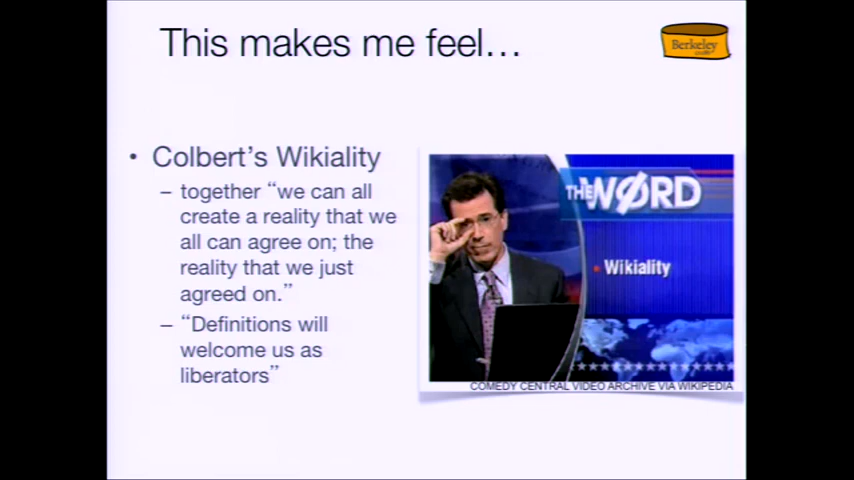 This makes me feel…
Berkeley
• Colbert's Wikiality
– together “we can all
create a reality that we
all can agree on; the
reality that we just
agreed on.”
– “Definitions will
welcome us as
liberators”
THE WØRD
• Wikiality
COMEDY CENTRAL VIDEO ARCHIVE VIA WIKIPEDIA